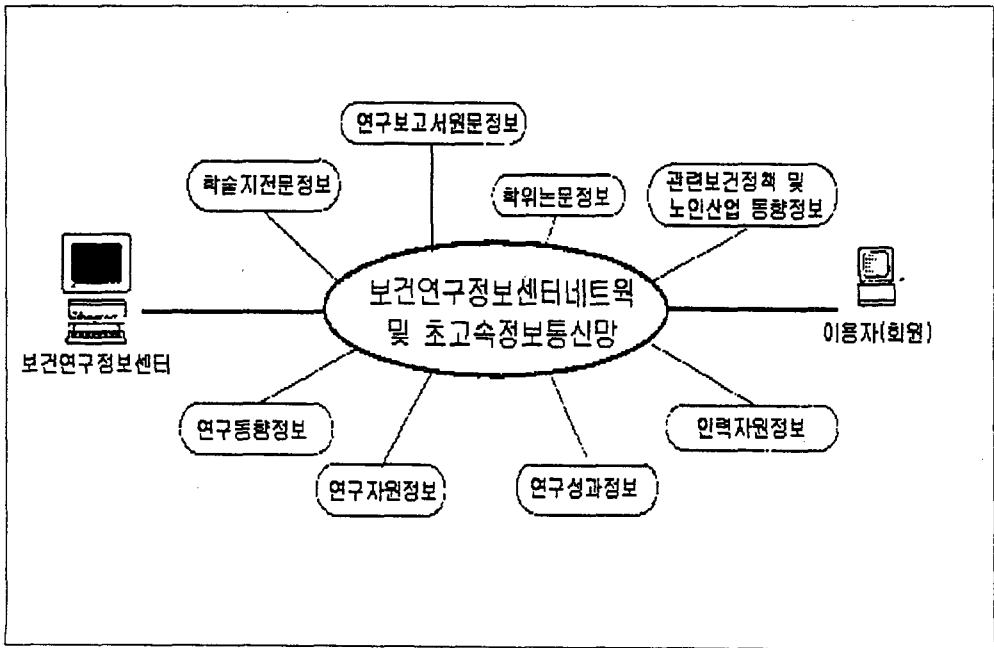 연구보고서원문정보
학술지전문정보
학위논문정보
관련보건정책 및
노인산업 동향정보
보건연구정보센터네트웍
및 초고속정보통신망
보건연구정보센터
이용자(회원)
연구동향정보
인력자원정보
연구자원정보
연구성과정보